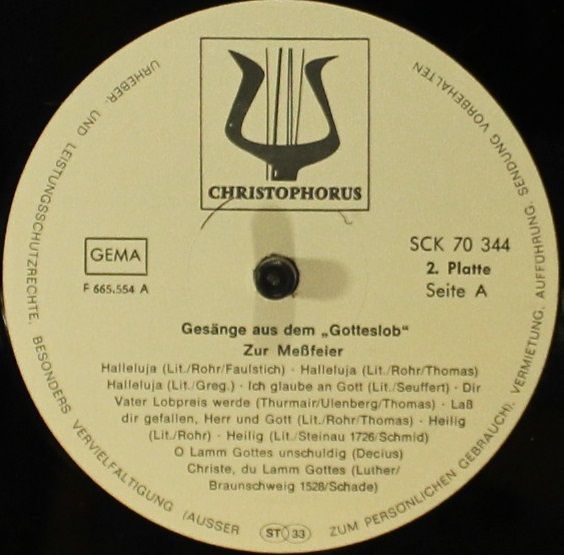 CHRISTOPHORUS
GEMA
F 665.554 A
SCK 70 344
2. Platte
Seite A
Gesänge aus dem „Gotteslob“
Zur Meßfeier
Halleluja (Lit./Rohr/Faulstich) · Halleluja (Lit./Rohr/Thomas)
Halleluja (Lit./Greg.) · Ich glaube an Gott (Lit./Seuffert) · Dir
Vater Lobpreis werde (Thurmair/Ulenberg/Thomas) · Laß
dir gefallen, Herr und Gott (Lit./Rohr/Thomas) · Heilig
(Lit./Rohr) · Heilig (Lit./Steinau 1726/Schmid)
O Lamm Gottes unschuldig (Decius)
Christe, du Lamm Gottes (Luther/
Braunschweig 1528/Schade)
ST 33
URHEBER- UND LEISTUNGSSCHUTZRECHTE, BESONDERS VERVIELFALTIGUNG (AUSSER ZUM PERSÖNLICHEN GEBRAUCH), VERMIETUNG, AUFFÜHRUNG, SENDUNG VORBEHALTEN